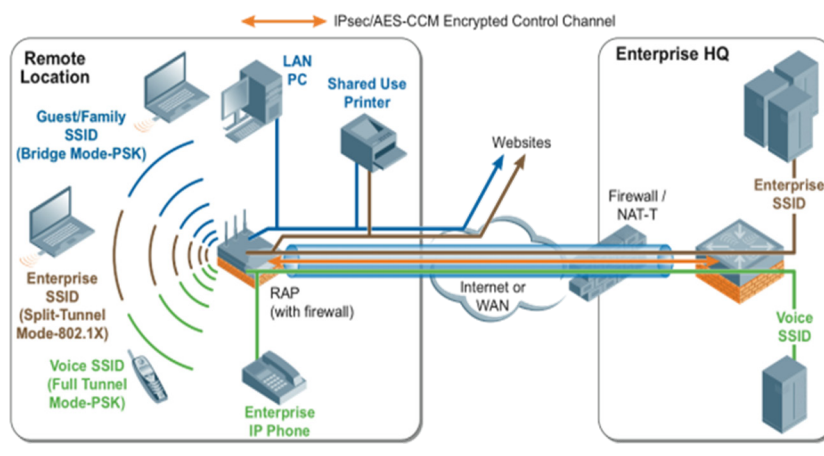 IPsec/AES-CCM Encrypted Control Channel
Remote
Location
LAN
PC
Shared Use
Printer
Guest/Family
SSID
(Bridge Mode-PSK)
Enterprise
SSID
(Split-Tunnel
Mode-802.1X)
Voice SSID
(Full Tunnel
Mode-PSK)
RAP
(with firewall)
Enterprise
IP Phone
Websites
Internet or
WAN
Firewall /
NAT-T
Enterprise HQ
Enterprise
SSID
Voice
SSID